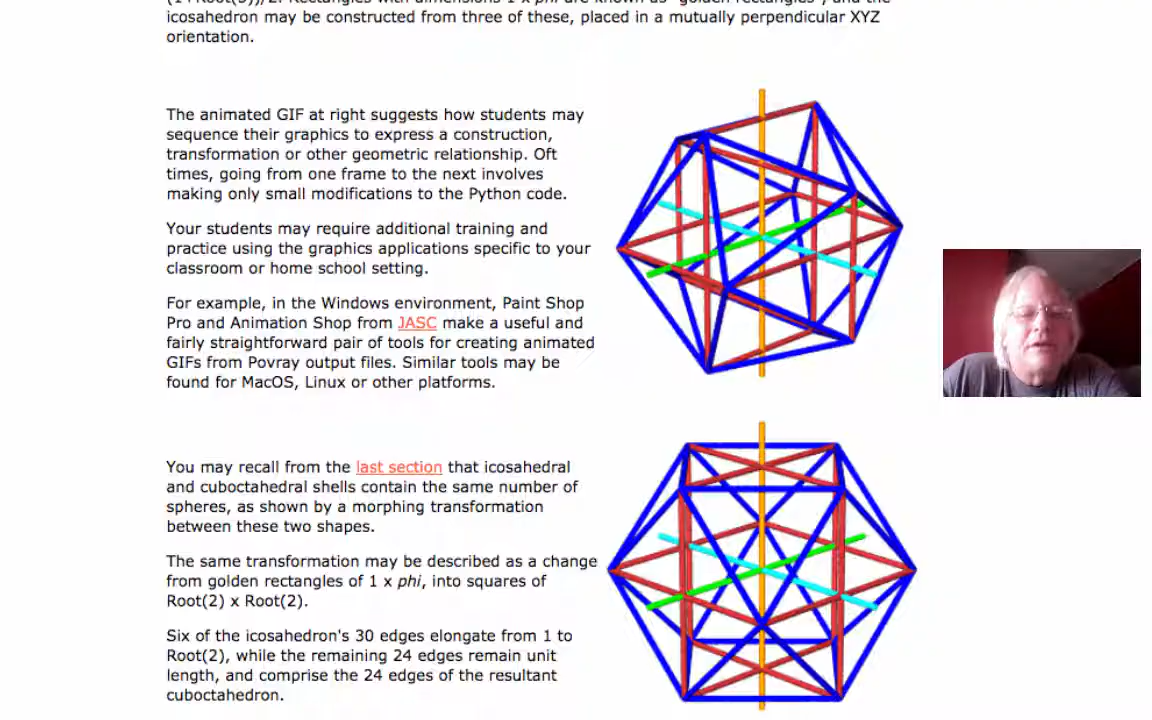 icosahedron may be constructed from three of these, placed in a mutually perpendicular XYZ
orientation.
The animated GIF at right suggests how students may
sequence their graphics to express a construction,
transformation or other geometric relationship. Oft
times, going from one frame to the next involves
making only small modifications to the Python code.
Your students may require additional training and
practice using the graphics applications specific to your
classroom or home school setting.
For example, in the Windows environment, Paint Shop
Pro and Animation Shop from JASC make a useful and
fairly straightforward pair of tools for creating animated
GIFs from Povray output files. Similar tools may be
found for MacOS, Linux or other platforms.
You may recall from the last section that icosahedral
and cuboctahedral shells contain the same number of
spheres, as shown by a morphing transformation
between these two shapes.
The same transformation may be described as a change
from golden rectangles of 1 x phi, into squares of
Root(2) x Root(2).
Six of the icosahedron's 30 edges elongate from 1 to
Root(2), while the remaining 24 edges remain unit
length, and comprise the 24 edges of the resultant
cuboctahedron.